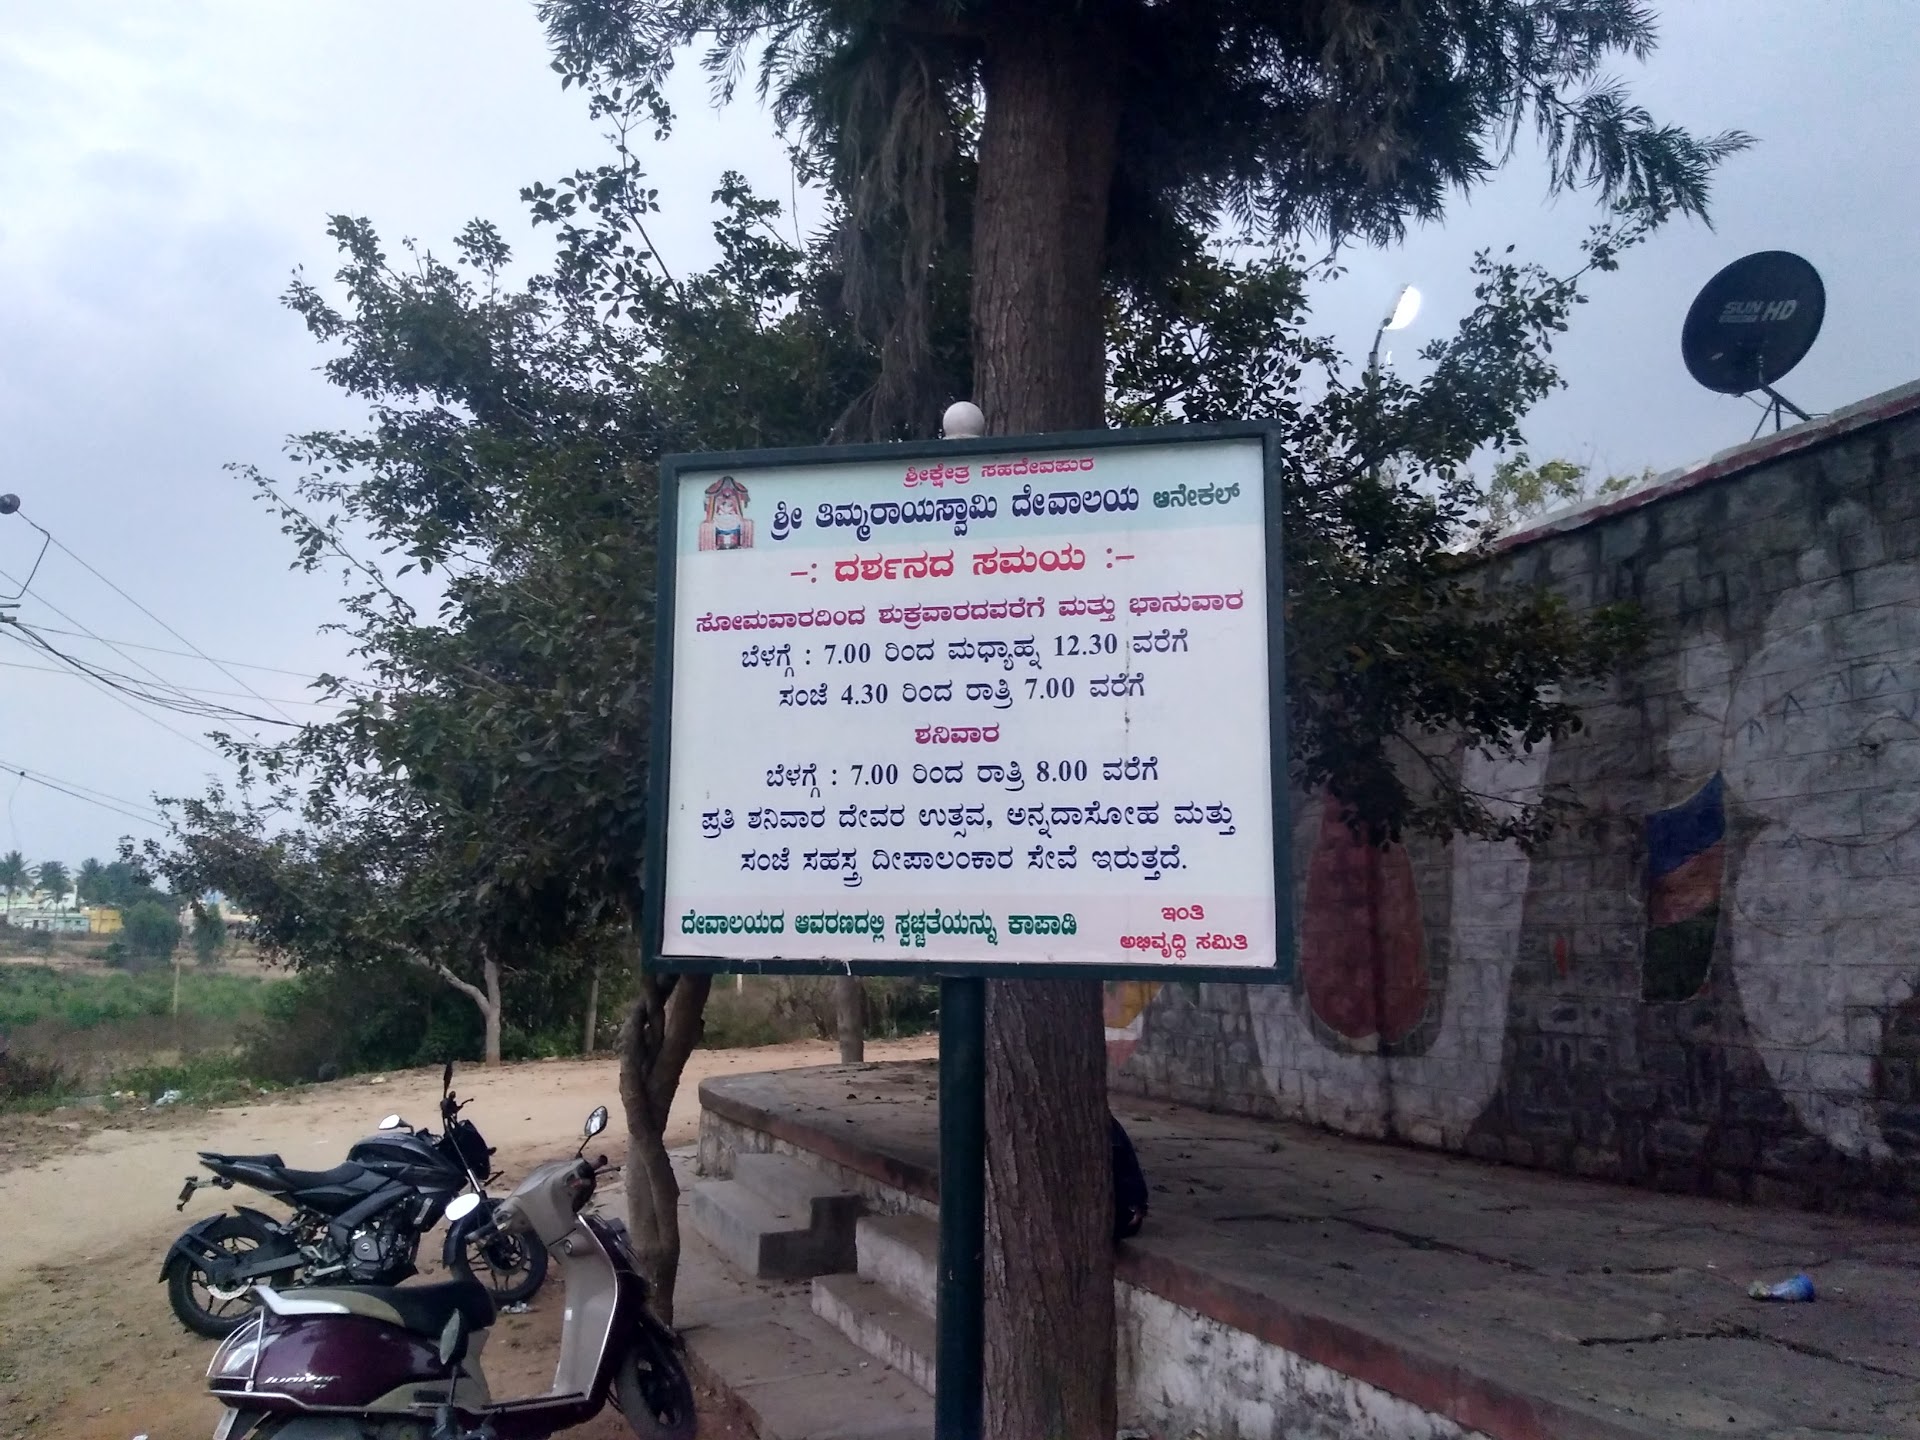 ಶ್ರೀಕ್ಷೇತ್ರ ಸಹದೇವಪುರ
ಶ್ರೀ ತಿಮ್ಮರಾಯಸ್ವಾಮಿ ದೇವಾಲಯ ಆನೇಕಲ್
-: ದರ್ಶನದ ಸಮಯ :-
ಸೋಮವಾರದಿಂದ ಶುಕ್ರವಾರದವರೆಗೆ ಮತ್ತು ಭಾನುವಾರ
ಬೆಳಗ್ಗೆ : 7.00 ರಿಂದ ಮಧ್ಯಾಹ್ನ 12.30 ವರೆಗೆ
ಸಂಜೆ 4.30 ರಿಂದ ರಾತ್ರಿ 7.00 ವರೆಗೆ
ಶನಿವಾರ
ಬೆಳಗ್ಗೆ : 7.00 ರಿಂದ ರಾತ್ರಿ 8.00 ವರೆಗೆ
ಪ್ರತಿ ಶನಿವಾರ ದೇವರ ಉತ್ಸವ, ಅನ್ನದಾಸೋಹ ಮತ್ತು
ಸಂಜೆ ಸಹಸ್ತ್ರ ದೀಪಾಲಂಕಾರ ಸೇವೆ ಇರುತ್ತದೆ.
ದೇವಾಲಯದ ಆವರಣದಲ್ಲಿ ಸ್ವಚ್ಚತೆಯನ್ನು ಕಾಪಾಡಿ
ಇಂತಿ
ಅಭಿವೃದ್ಧಿ ಸಮಿತಿ
SUN HD